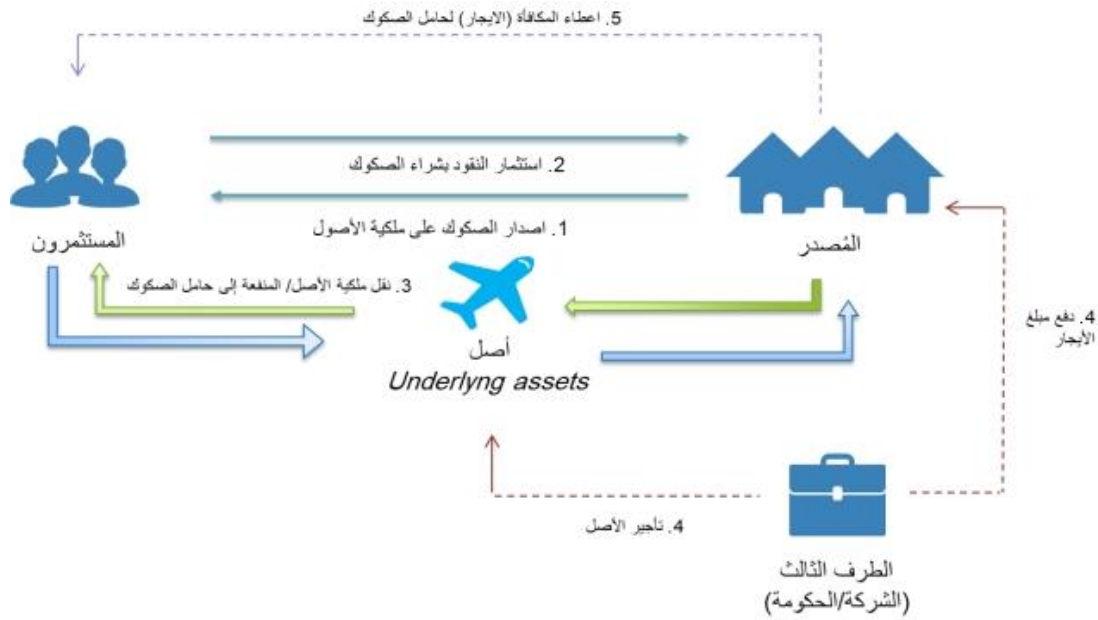 5. اعطاء المكافأة (الايجار) لحامل الصكوك
2. استثمار النقود بشراء الصكوك
1. اصدار الصكوك على ملكية الأصول
المستثمرون
المُصدر
3. نقل ملكية الأصل/ المنفعة إلى حامل الصكوك
4. دفع مبلغ
الأيجار
أصل
Underlyng assets
4. تأجير الأصل
الطرف الثالث
(الشركة/الحكومة)